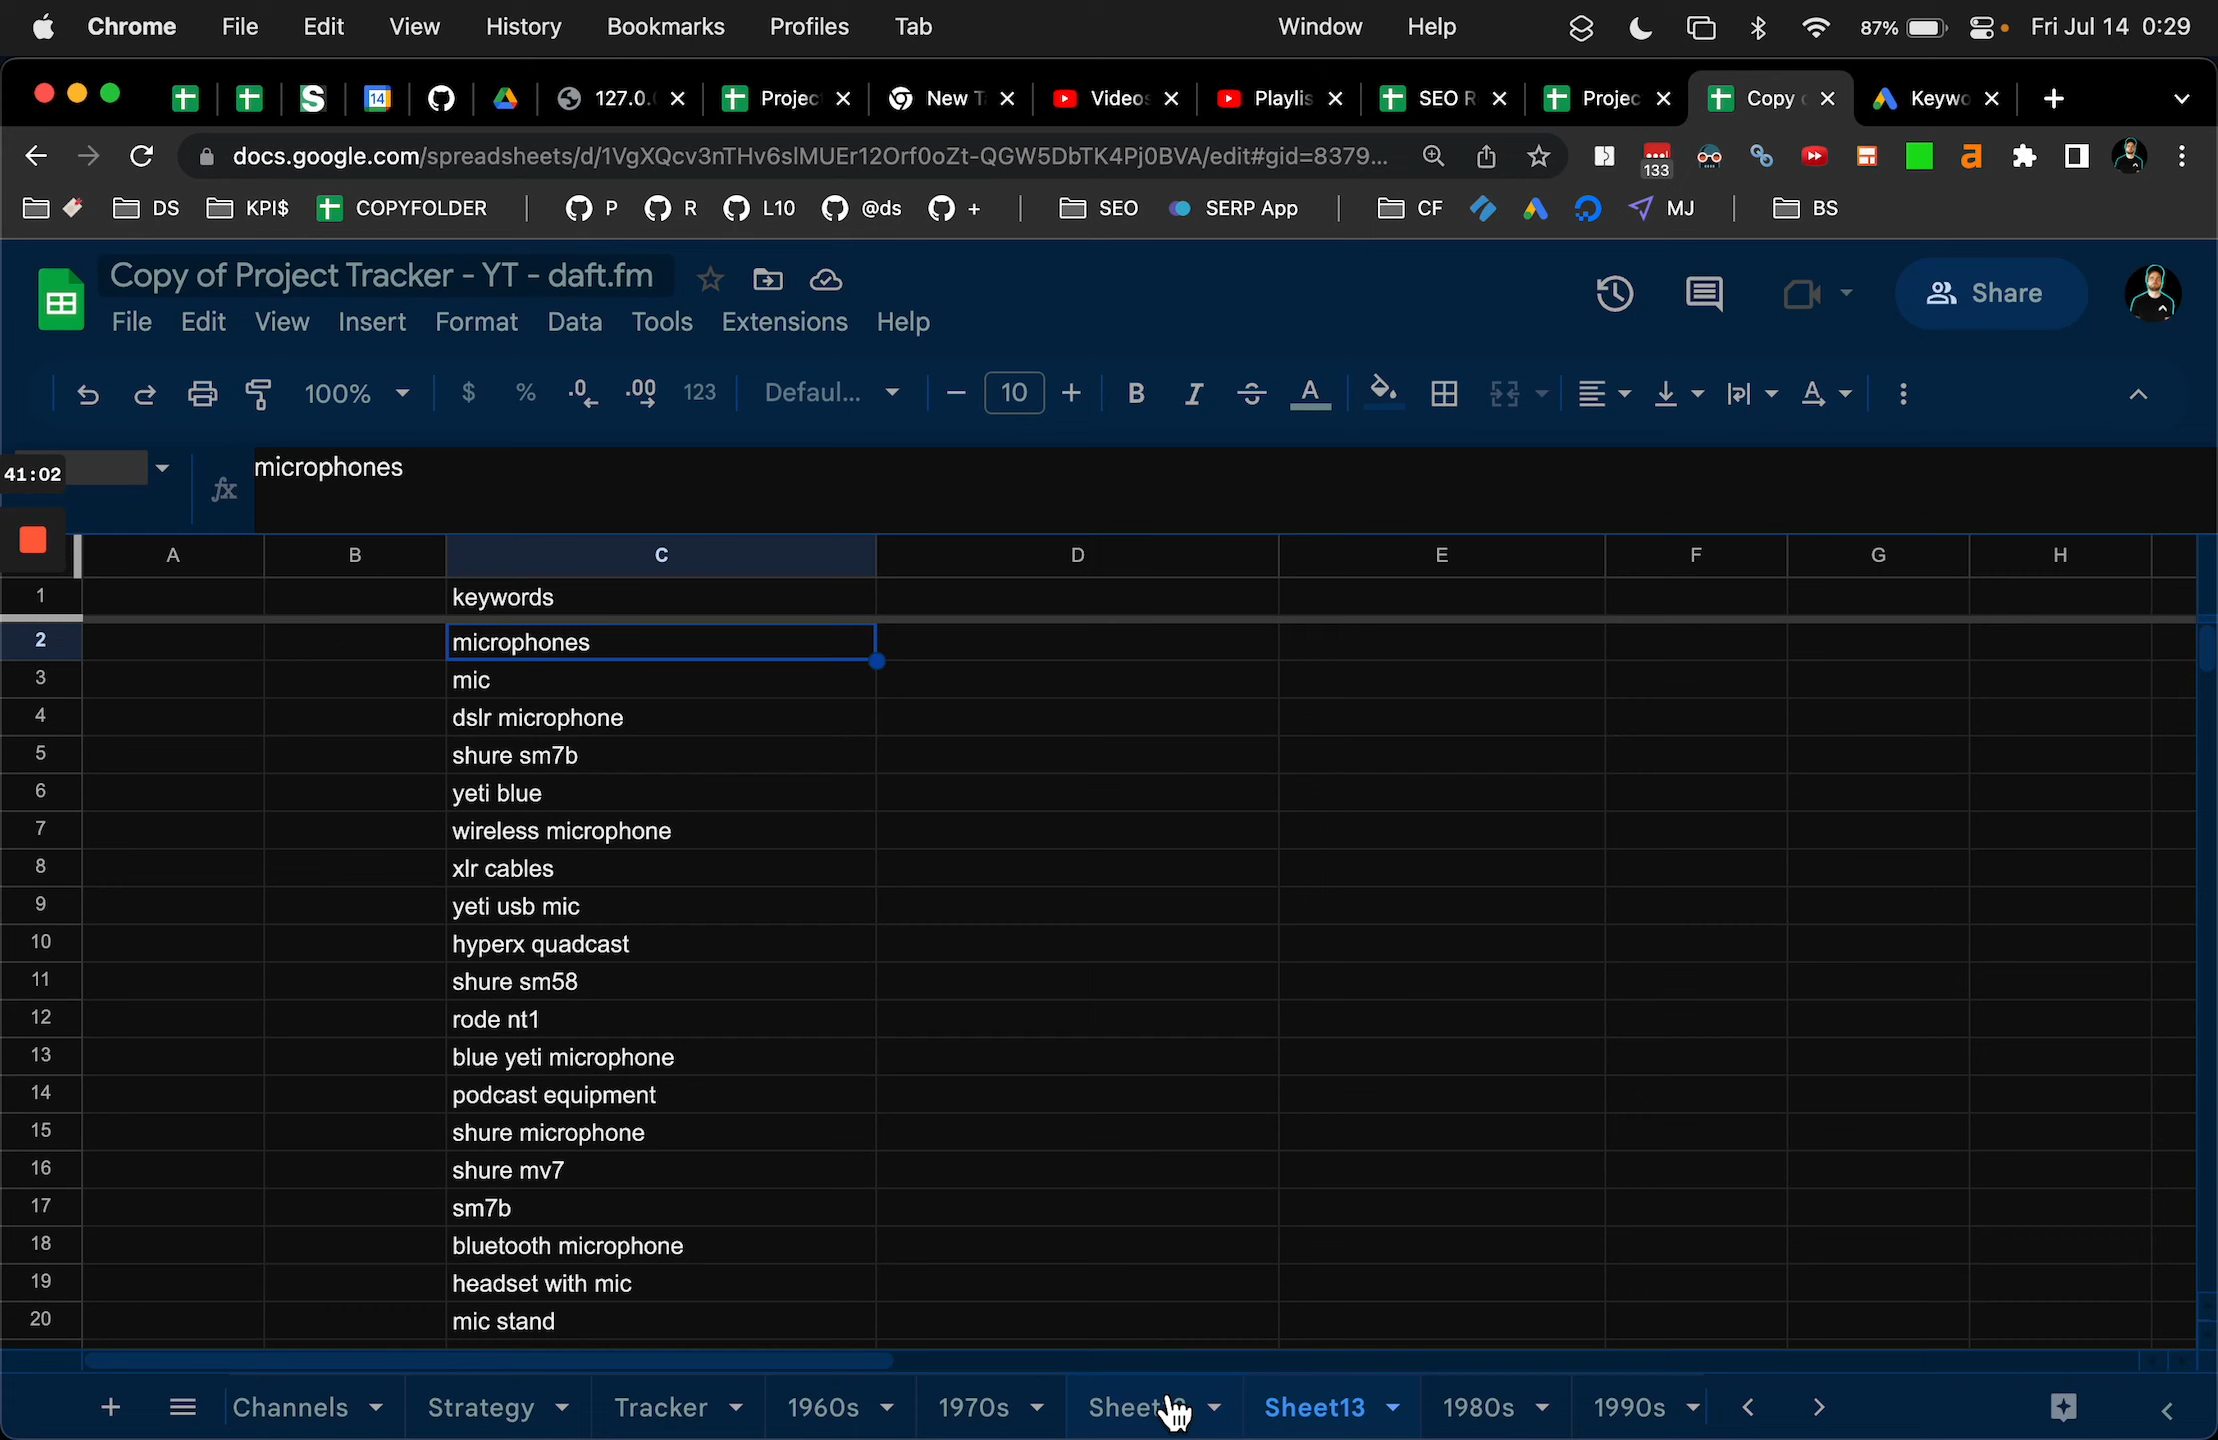 Chrome File Edit View History Bookmarks Profiles Tab Window Help 87% Fri Jul 14 0:29
14 127.0. Projec New T Videos Playlis SEO R Projec Copy Keywo
docs.google.com/spreadsheets/d/1VgXQcv3nTHv6slMUEr12Orf0oZt-QGW5DbTK4Pj0BVA/edit#gid=8379... 133
DS KPI$ COPYFOLDER P R L10 @ds + SEO SERP App CF MJ BS
Copy of Project Tracker - YT - daft.fm
Share
File Edit View Insert Format Data Tools Extensions Help
100% $ % .0 .00 123 Defaul... 10 B I A
41:02 microphones
fx
A B C D E F G H
1 keywords
2 microphones
3 mic
4 dslr microphone
5 shure sm7b
6 yeti blue
7 wireless microphone
8 xlr cables
9 yeti usb mic
10 hyperx quadcast
11 shure sm58
12 rode nt1
13 blue yeti microphone
14 podcast equipment
15 shure microphone
16 shure mv7
17 sm7b
18 bluetooth microphone
19 headset with mic
20 mic stand
Channels Strategy Tracker 1960s 1970s Sheet Sheet13 1980s 1990s